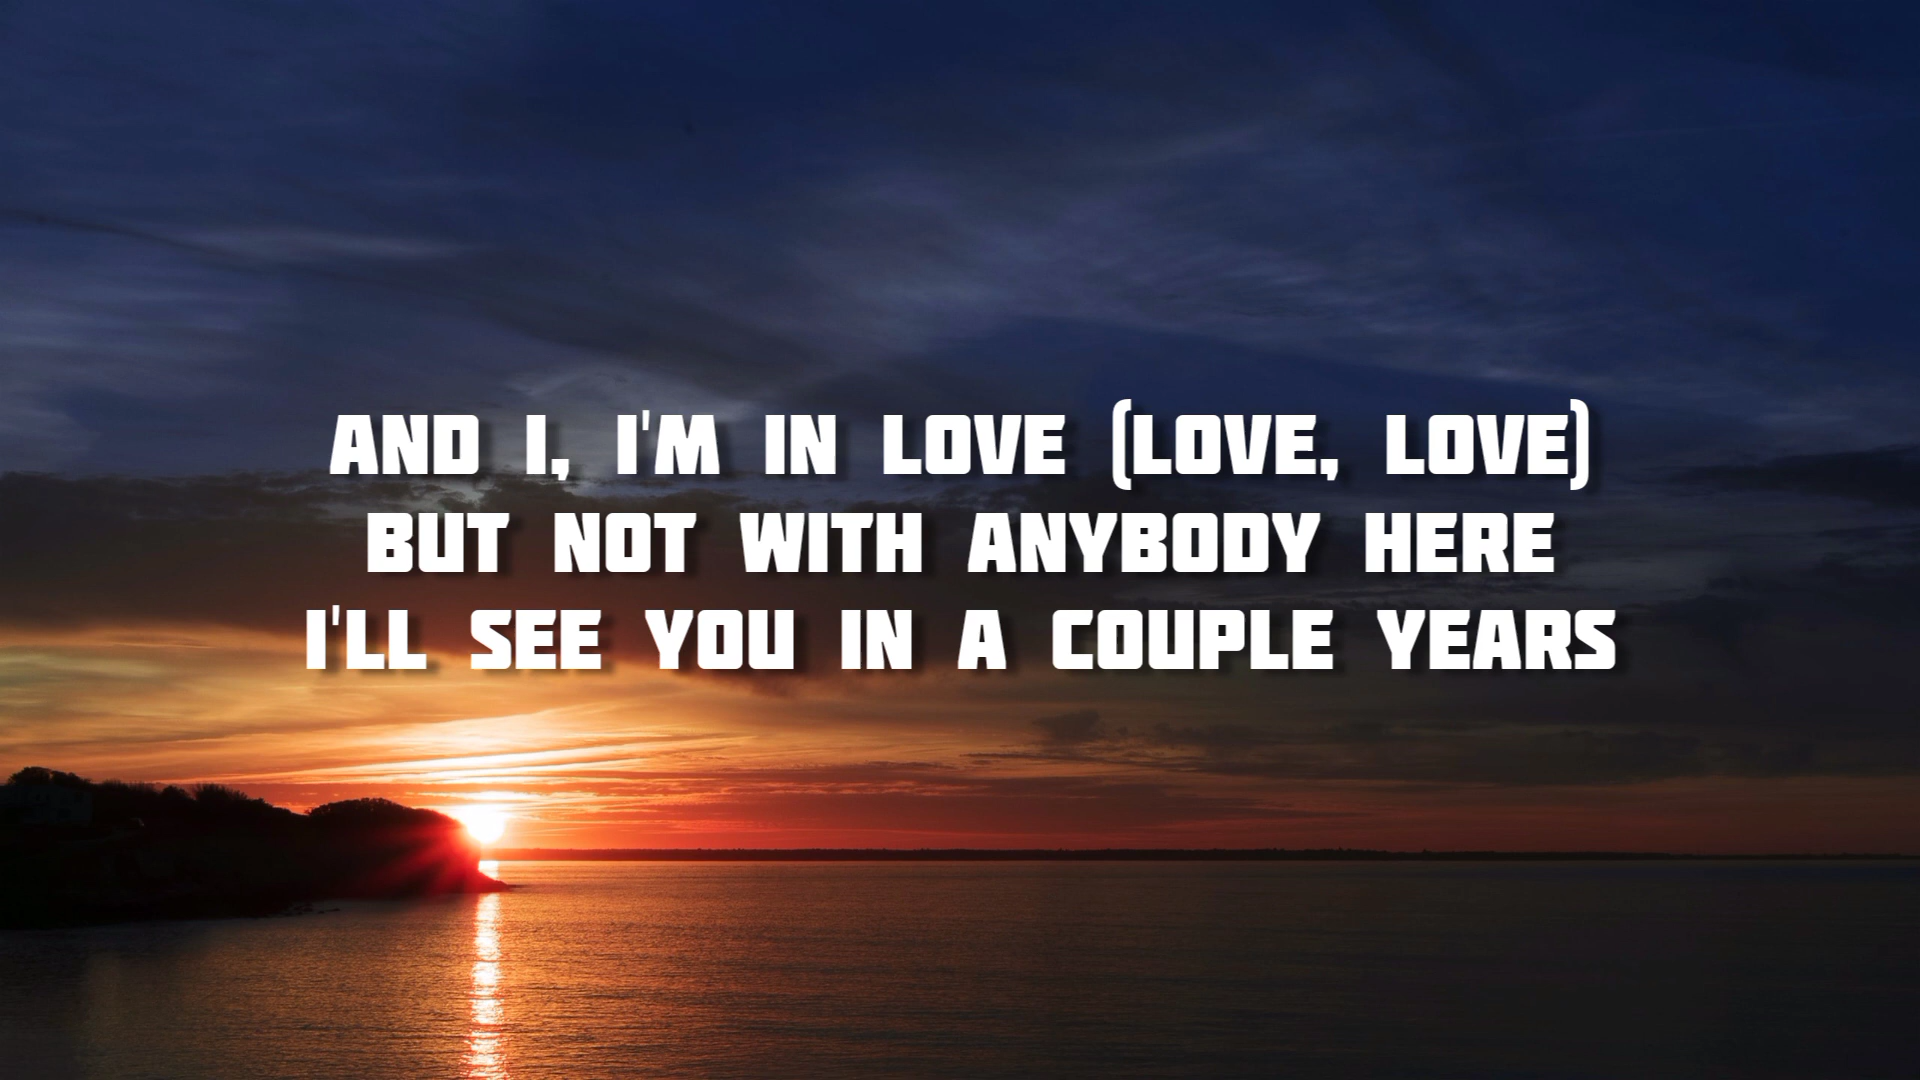 AND I, I'M IN LOVE (LOVE, LOVE)
BUT NOT WITH ANYBODY HERE
I'LL SEE YOU IN A COUPLE YEARS